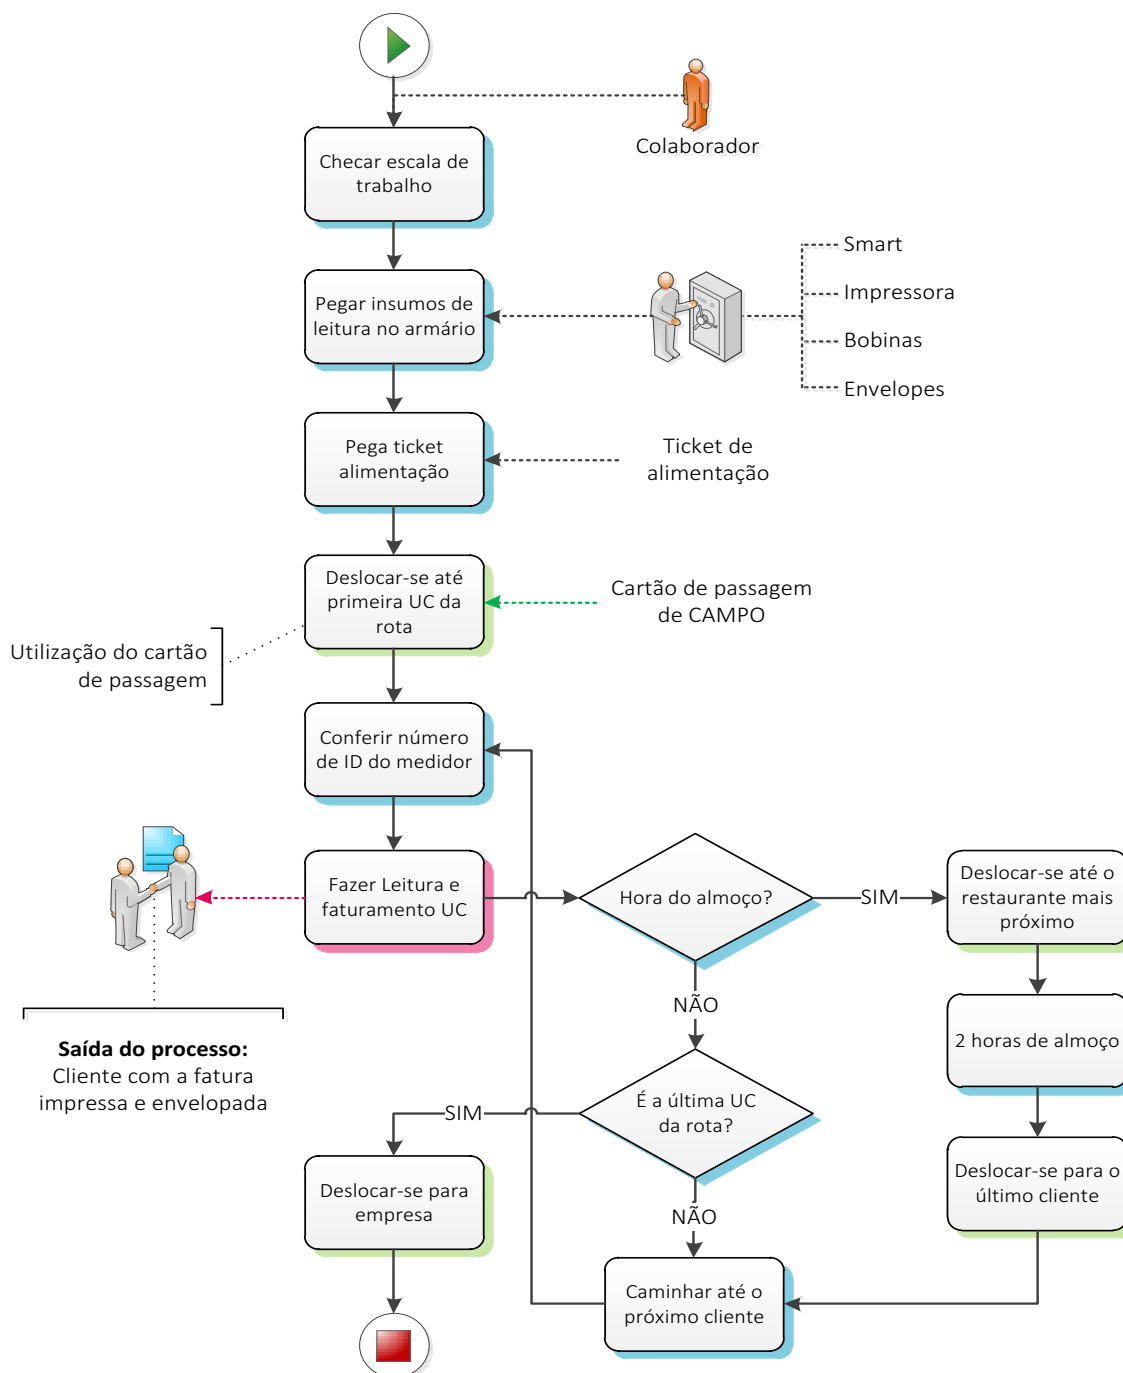 Colaborador
Checar escala de
trabalho
Smart
Impressora
Bobinas
Envelopes
Pegar insumos de
leitura no armário
Pega ticket
alimentação
Ticket de
alimentação
Deslocar-se até
primeira UC da
rota
Cartão de passagem
de CAMPO
Utilização do cartão
de passagem
Conferir número
de ID do medidor
Fazer Leitura e
faturamento UC
Hora do almoço?
SIM
Deslocar-se até o
restaurante mais
próximo
NÃO
2 horas de almoço
Saída do processo:
Cliente com a fatura
impressa e envelopada
É a última UC
da rota?
SIM
Deslocar-se para
empresa
Deslocar-se para o
último cliente
NÃO
Caminhar até o
próximo cliente